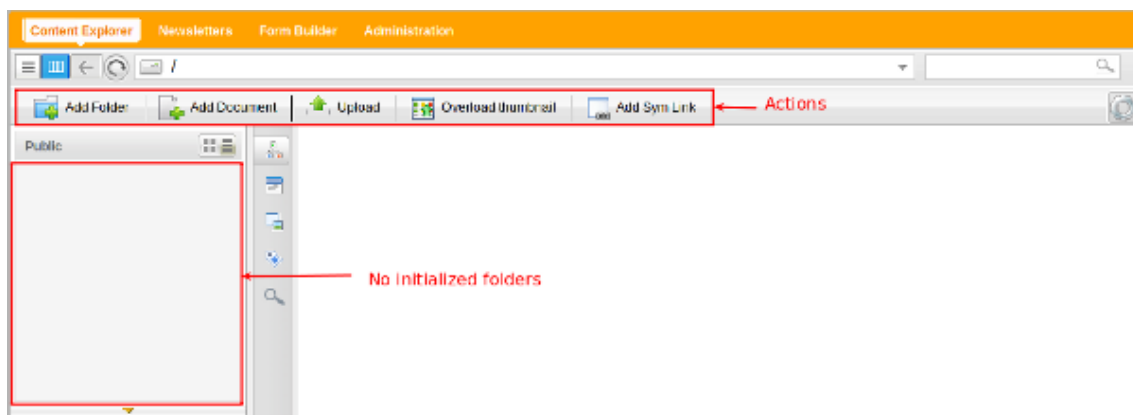 Content Explorer Newsletters Form Builder Administration
/
Add Folder Add Document Upload Overload thumbnail Add Sym Link Actions
Public
No initialized folders